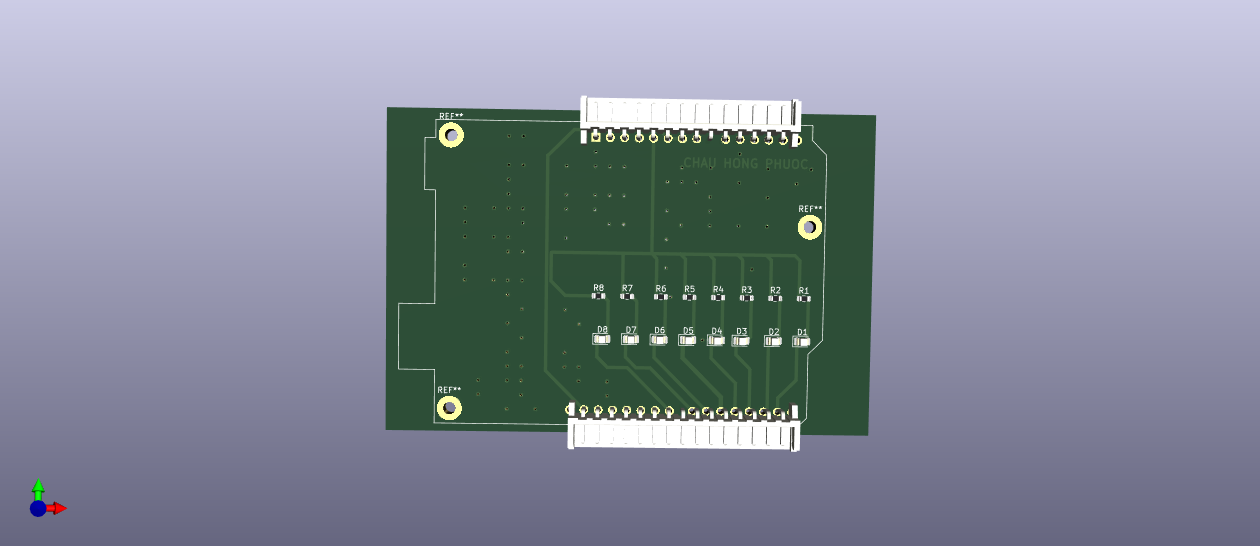 REF**
CHAU HONG PHUOC
REF**
R8 R7 R6 R5 R4 R3 R2 R1
D8 D7 D6 D5 D4 D3 D2 D1
REF**